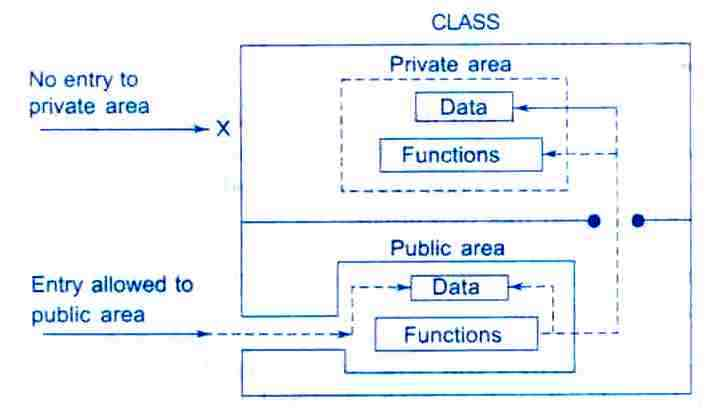 CLASS
No entry to
private area
X
Private area
Data
Functions
Entry allowed to
public area
Public area
Data
Functions